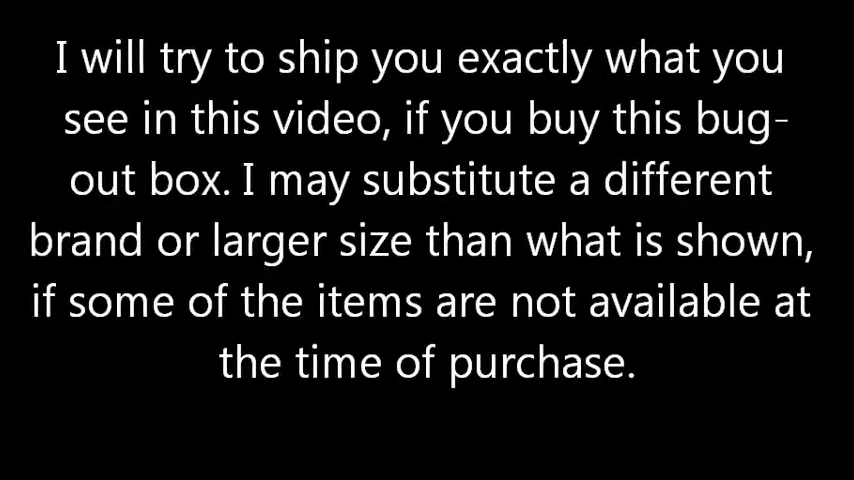 I will try to ship you exactly what you
see in this video, if you buy this bug-
out box. I may substitute a different
brand or larger size than what is shown,
if some of the items are not available at
the time of purchase.